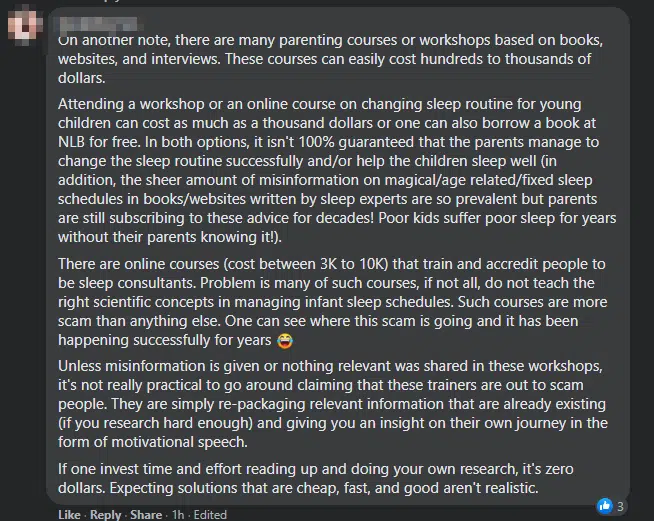 On another note, there are many parenting courses or workshops based on books,
websites, and interviews. These courses can easily cost hundreds to thousands of
dollars.
Attending a workshop or an online course on changing sleep routine for young
children can cost as much as a thousand dollars or one can also borrow a book at
NLB for free. In both options, it isn't 100% guaranteed that the parents manage to
change the sleep routine successfully and/or help the children sleep well (in
addition, the sheer amount of misinformation on magical/age related/fixed sleep
schedules in books/websites written by sleep experts are so prevalent but parents
are still subscribing to these advice for decades! Poor kids suffer poor sleep for years
without their parents knowing it!).
There are online courses (cost between 3K to 10K) that train and accredit people to
be sleep consultants. Problem is many of such courses, if not all, do not teach the
right scientific concepts in managing infant sleep schedules. Such courses are more
scam than anything else. One can see where this scam is going and it has been
happening successfully for years 😂
Unless misinformation is given or nothing relevant was shared in these workshops,
it's not really practical to go around claiming that these trainers are out to scam
people. They are simply re-packaging relevant information that are already existing
(if you research hard enough) and giving you an insight on their own journey in the
form of motivational speech.
If one invest time and effort reading up and doing your own research, it's zero
dollars. Expecting solutions that are cheap, fast, and good aren't realistic.
3
Like · Reply · Share · 1h · Edited